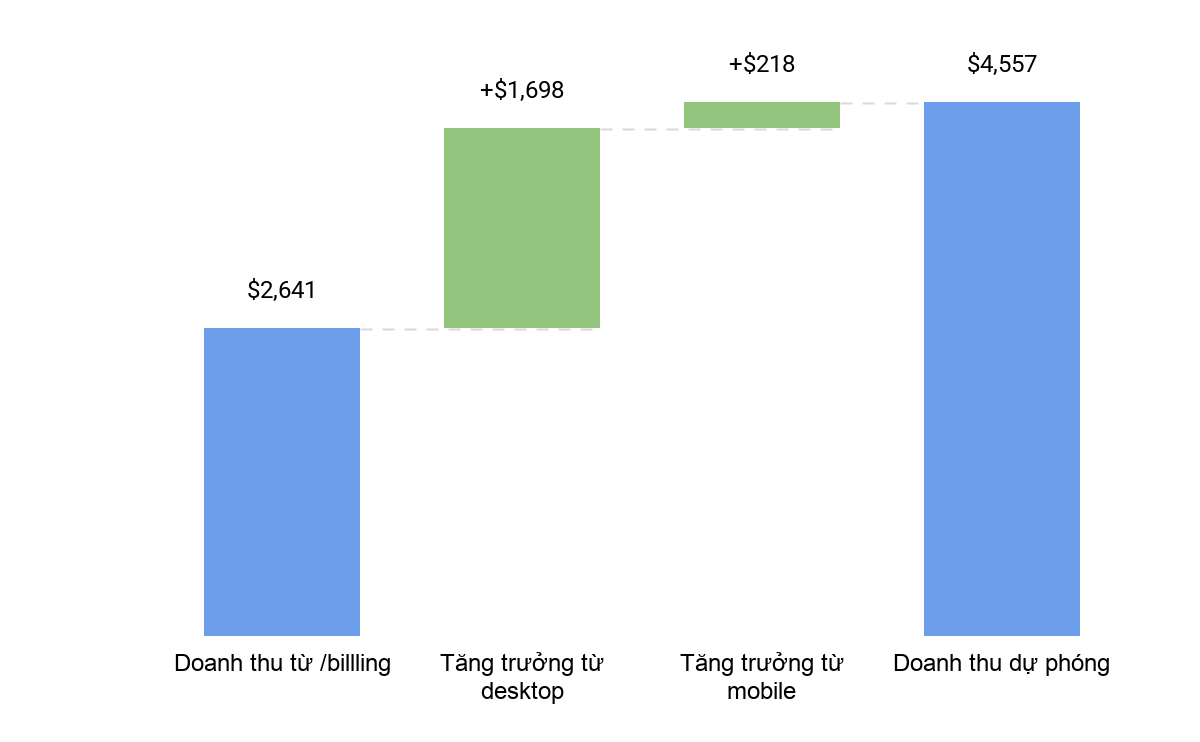 +$218
$4,557
+$1,698
$2,641
Doanh thu từ /billling
Tăng trưởng từ
desktop
Tăng trưởng từ
mobile
Doanh thu dự phóng